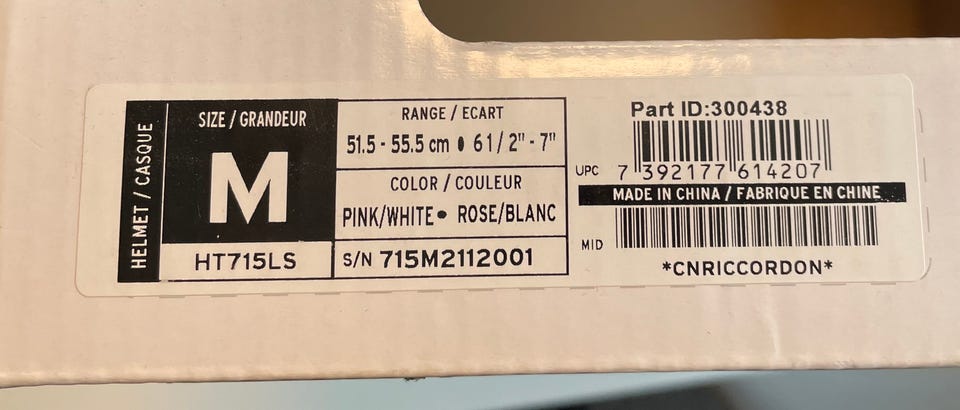 HELMET / CASQUE
SIZE / GRANDEUR
M
HT715LS
RANGE / ECART
51.5 - 55.5 cm • 6 1/2" - 7"
COLOR / COULEUR
PINK/WHITE • ROSE/BLANC
S/N 715M2112001
Part ID:300438
UPC 7 392177 614207
MADE IN CHINA / FABRIQUE EN CHINE
MID
*CNRICCORDON*